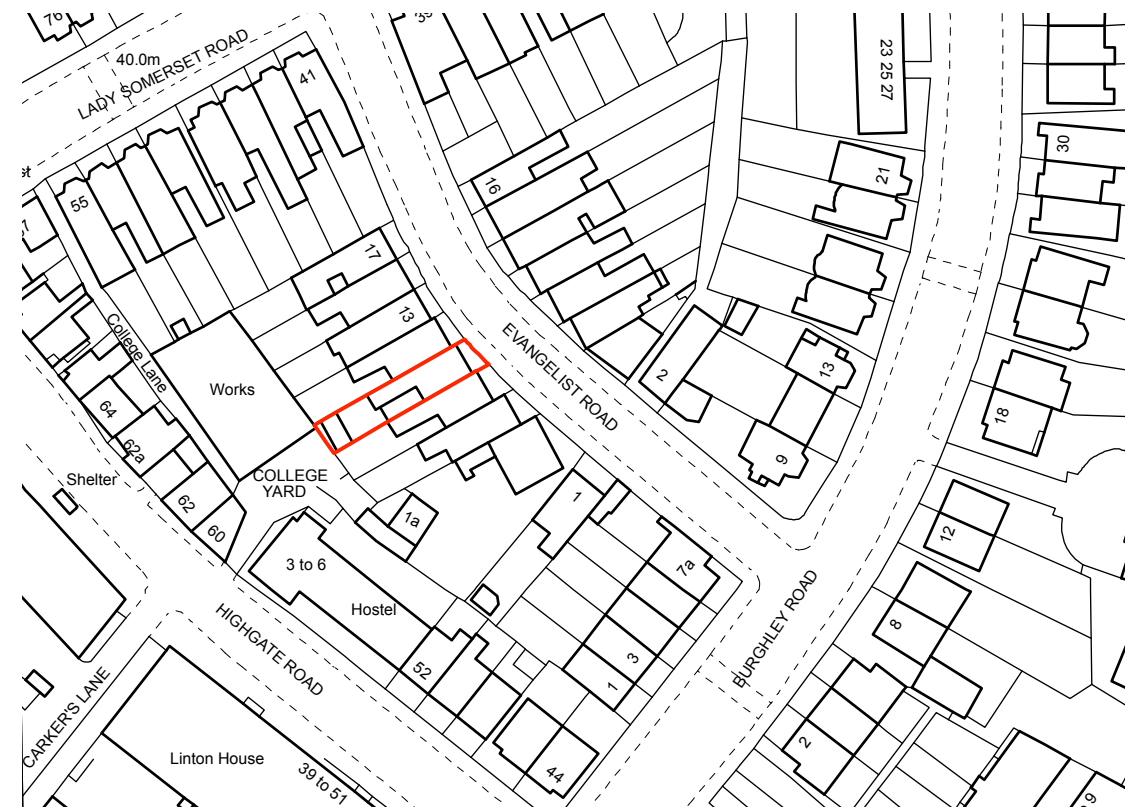 76
40.0m
LADY SOMERSET ROAD
41
23 25 27
30
21
16
55
17
13
EVANGELIST ROAD
College Lane
Works
2
13
64
18
62a
9
Shelter
COLLEGE
YARD
62
60
1a
1
12
3 to 6
7a
Hostel
HIGHGATE ROAD
BURGHLEY ROAD
8
52
3
1
CARKER'S LANE
2
Linton House
44
39 to 51